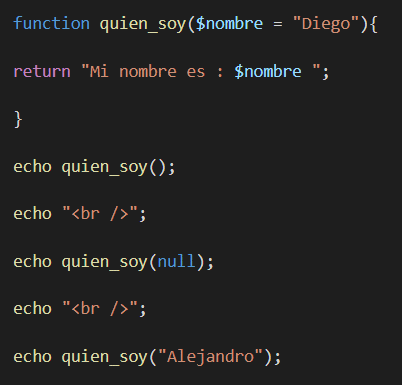 function quien_soy($nombre = "Diego"){
return "Mi nombre es : $nombre ";
}
echo quien_soy();
echo "<br />";
echo quien_soy(null);
echo "<br />";
echo quien_soy("Alejandro");